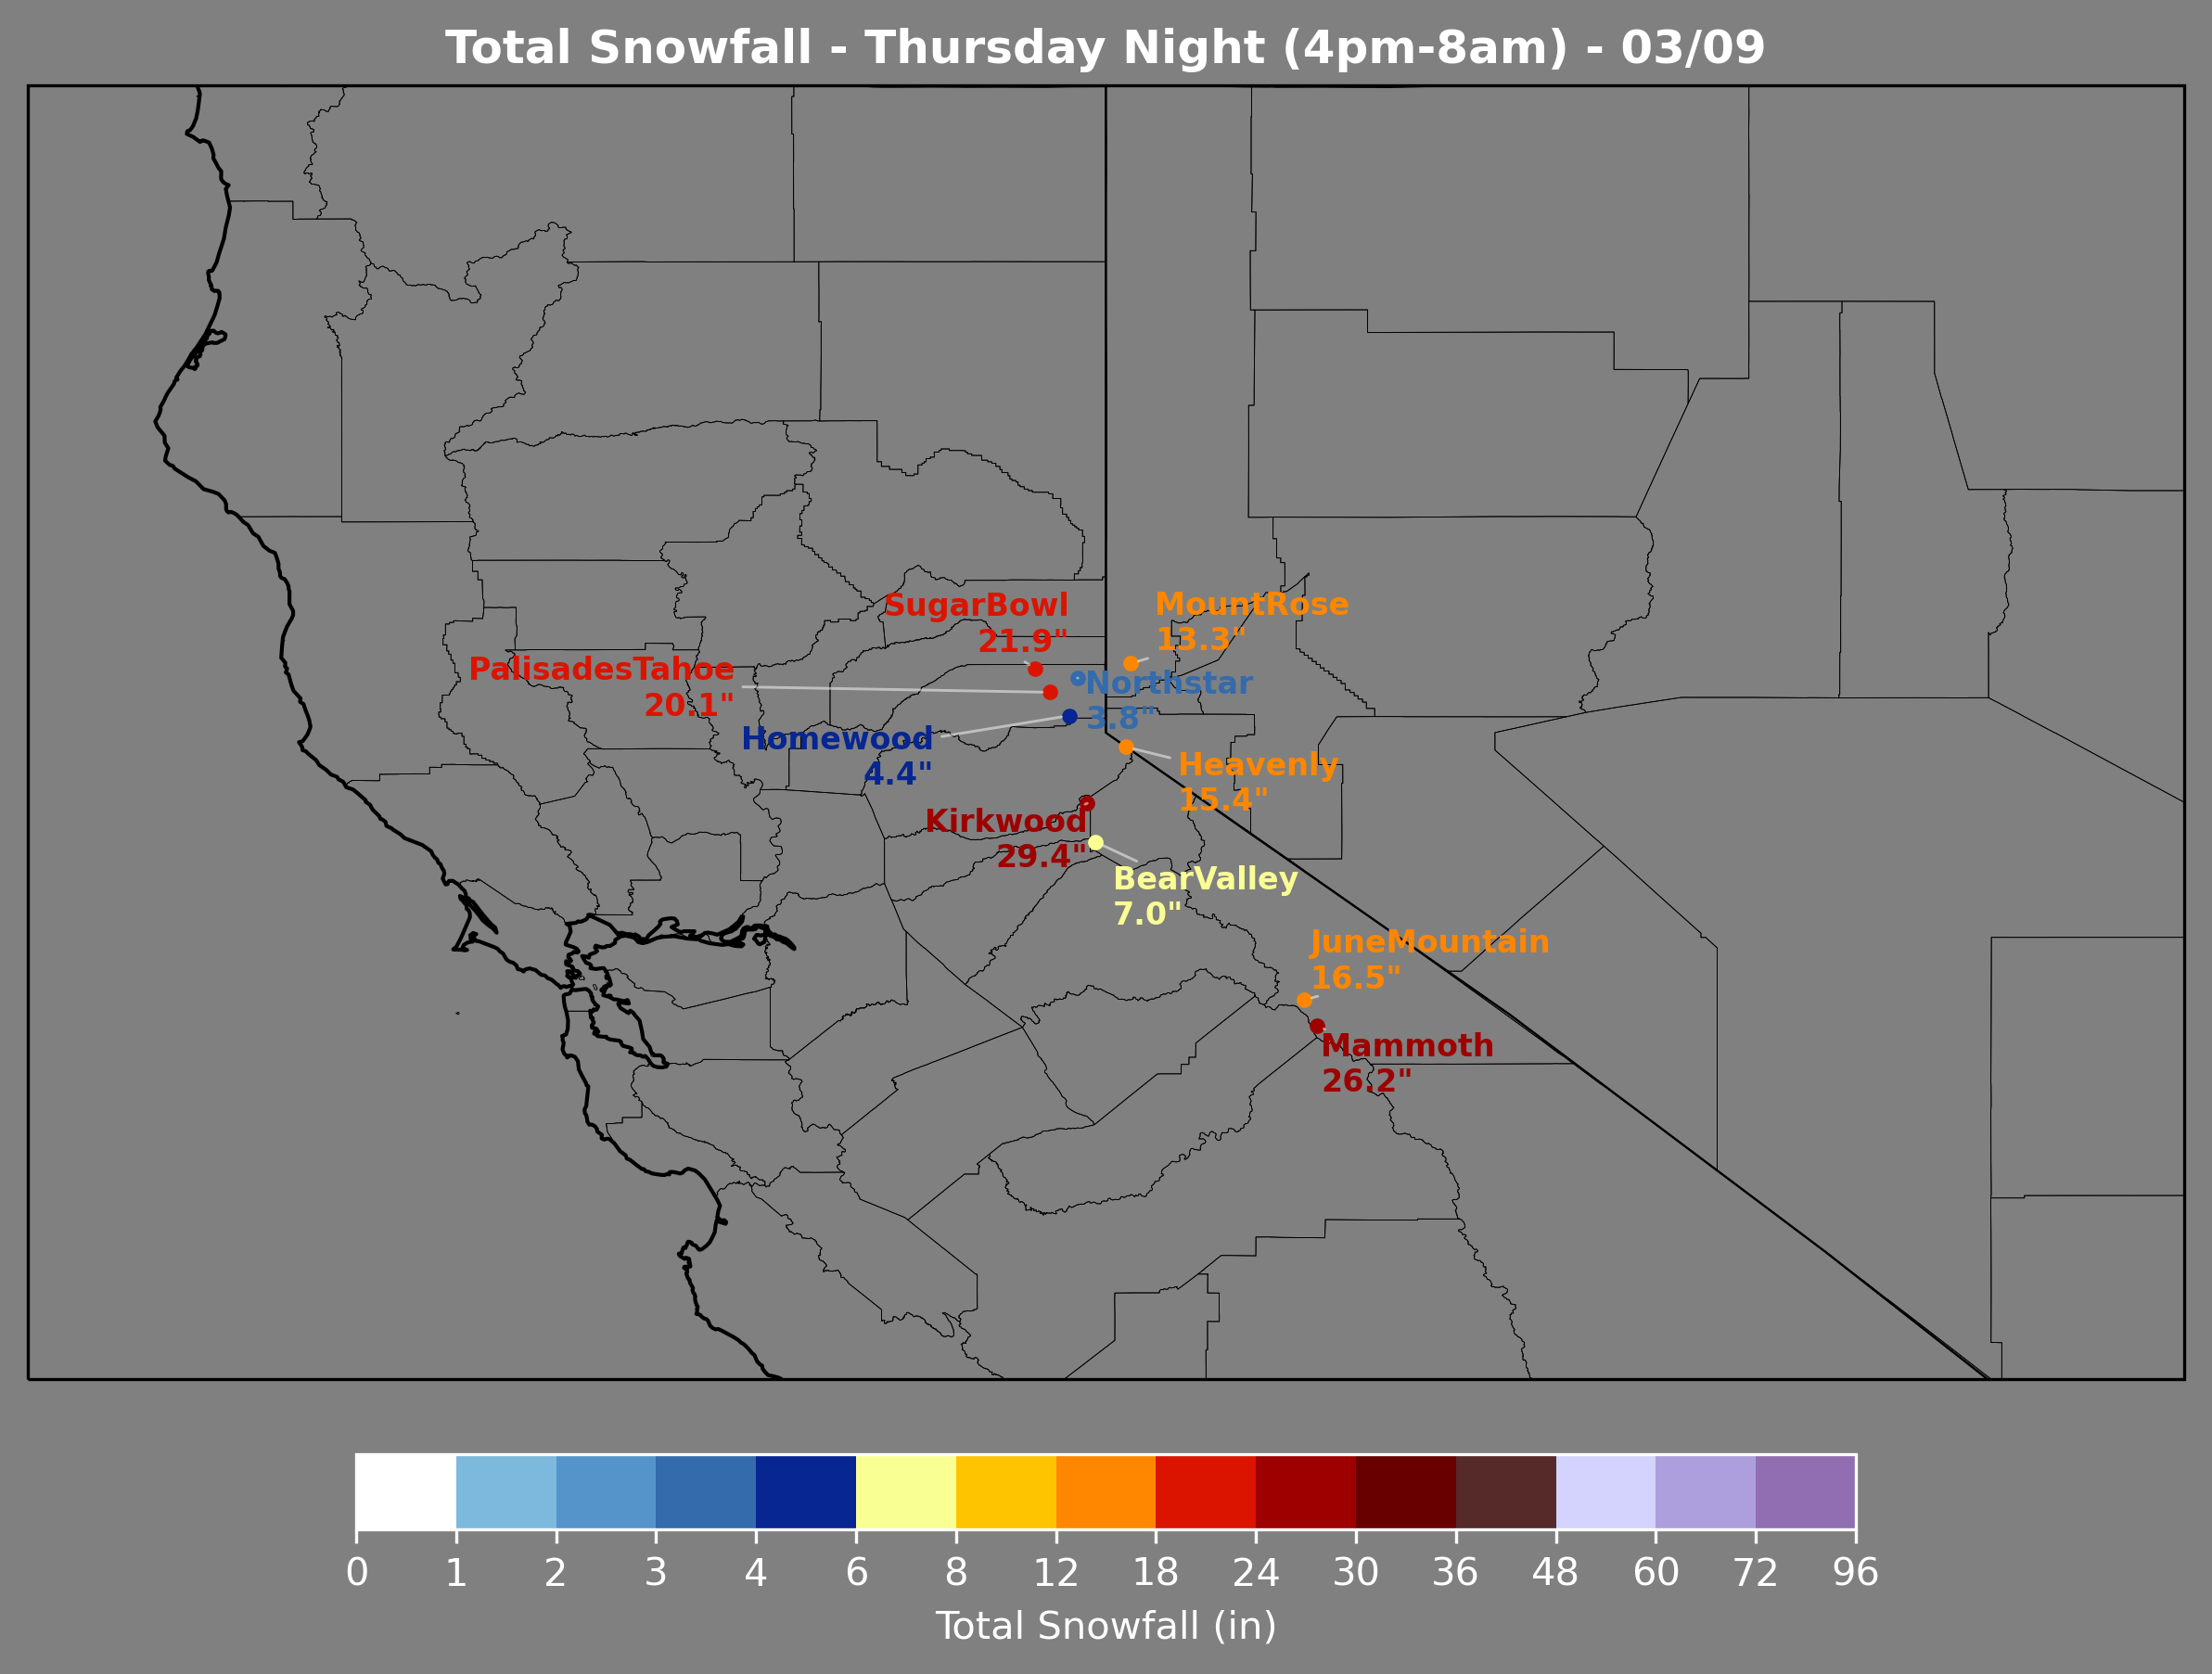 Total Snowfall - Thursday Night (4pm-8am) - 03/09
SugarBowl
21.9"
MountRose
13.3"
PalisadesTahoe
20.1"
Northstar
3.8"
Homewood
4.4"
Heavenly
15.4"
Kirkwood
29.4"
BearValley
7.0"
JuneMountain
16.5"
Mammoth
26.2"
0 1 2 3 4 6 8 12 18 24 30 36 48 60 72 96
Total Snowfall (in)